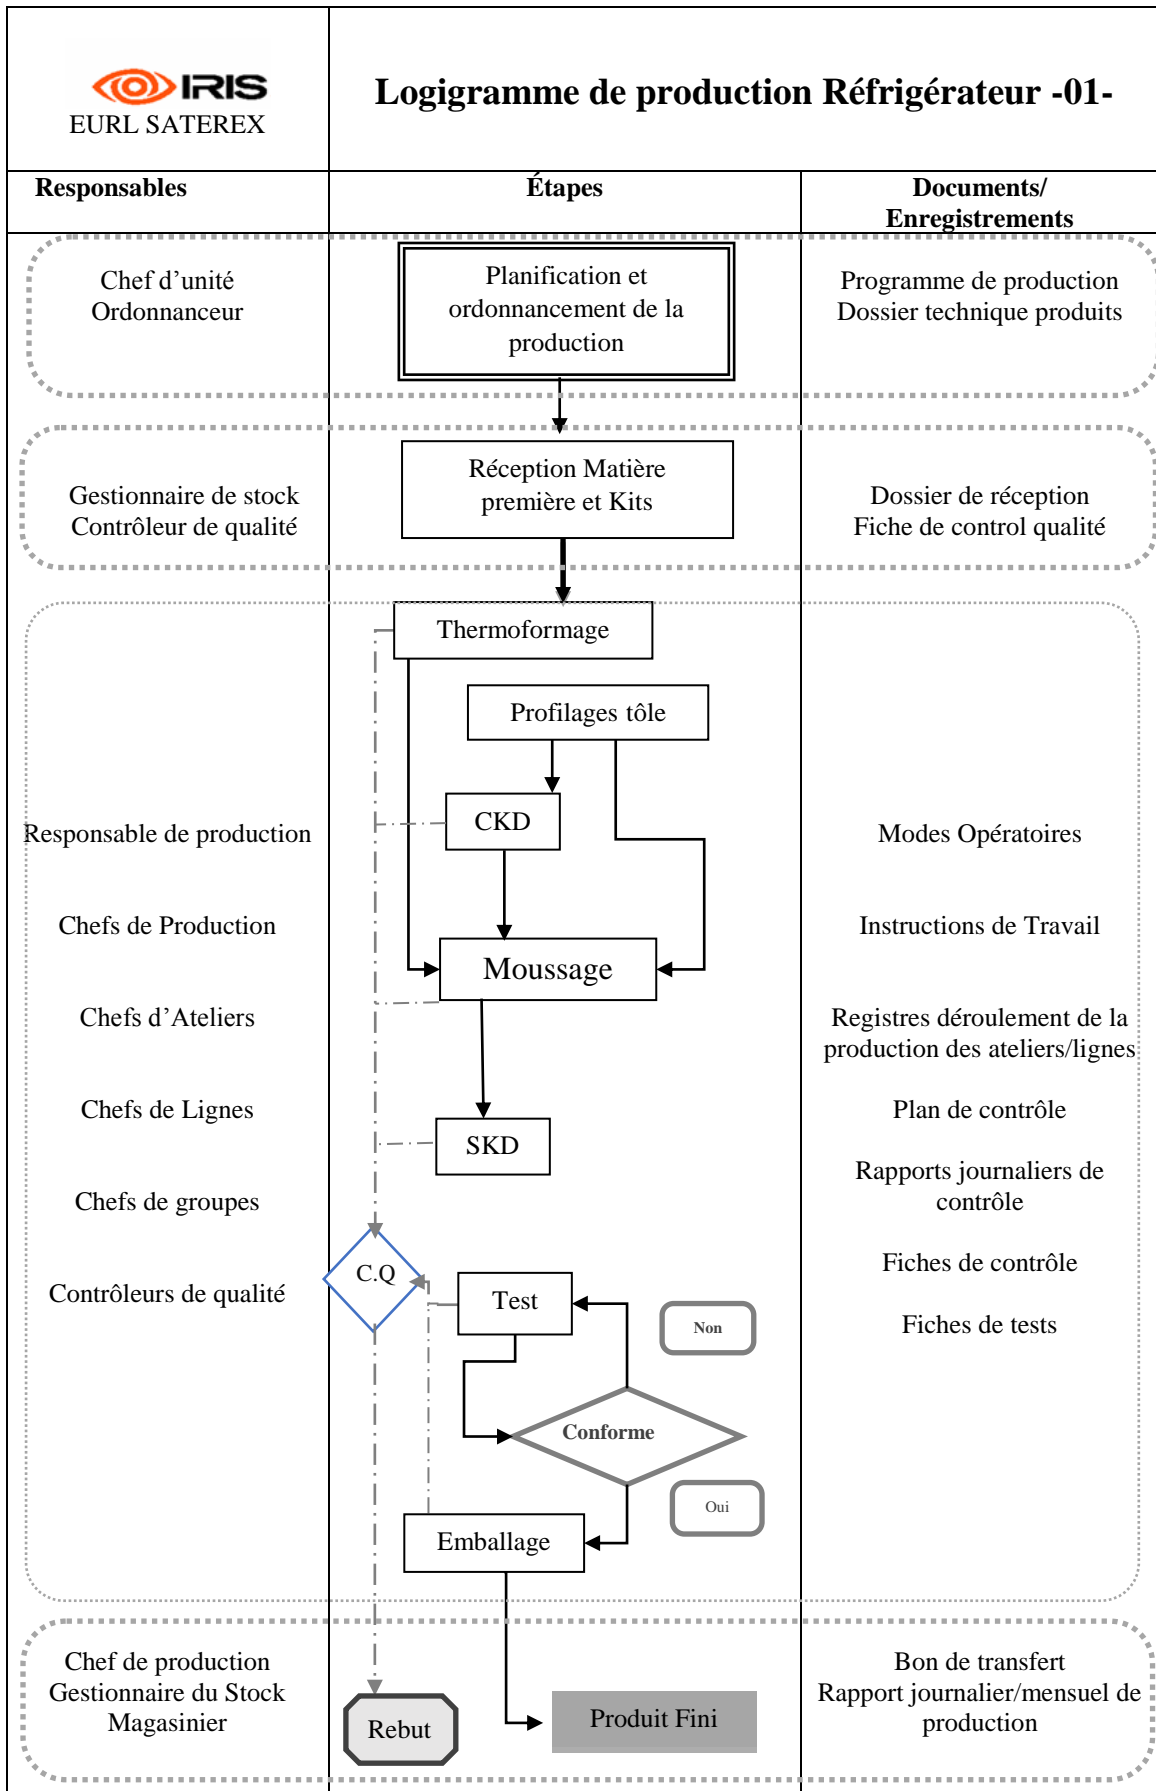 IRIS
EURL SATEREX
Logigramme de production Réfrigérateur -01-
Responsables
Étapes
Documents/
Enregistrements
Chef d’unité
Ordonnanceur
Planification et
ordonnancement de la
production
Programme de production
Dossier technique produits
Gestionnaire de stock
Contrôleur de qualité
Réception Matière
première et Kits
Dossier de réception
Fiche de control qualité
Thermoformage
Profilages tôle
CKD
Moussage
SKD
C.Q
Test
Non
Conforme
Oui
Emballage
Responsable de production
Chefs de Production
Chefs d’Ateliers
Chefs de Lignes
Chefs de groupes
Contrôleurs de qualité
Modes Opératoires
Instructions de Travail
Registres déroulement de la
production des ateliers/lignes
Plan de contrôle
Rapports journaliers de
contrôle
Fiches de contrôle
Fiches de tests
Chef de production
Gestionnaire du Stock
Magasinier
Rebut
Produit Fini
Bon de transfert
Rapport journalier/mensuel de
production